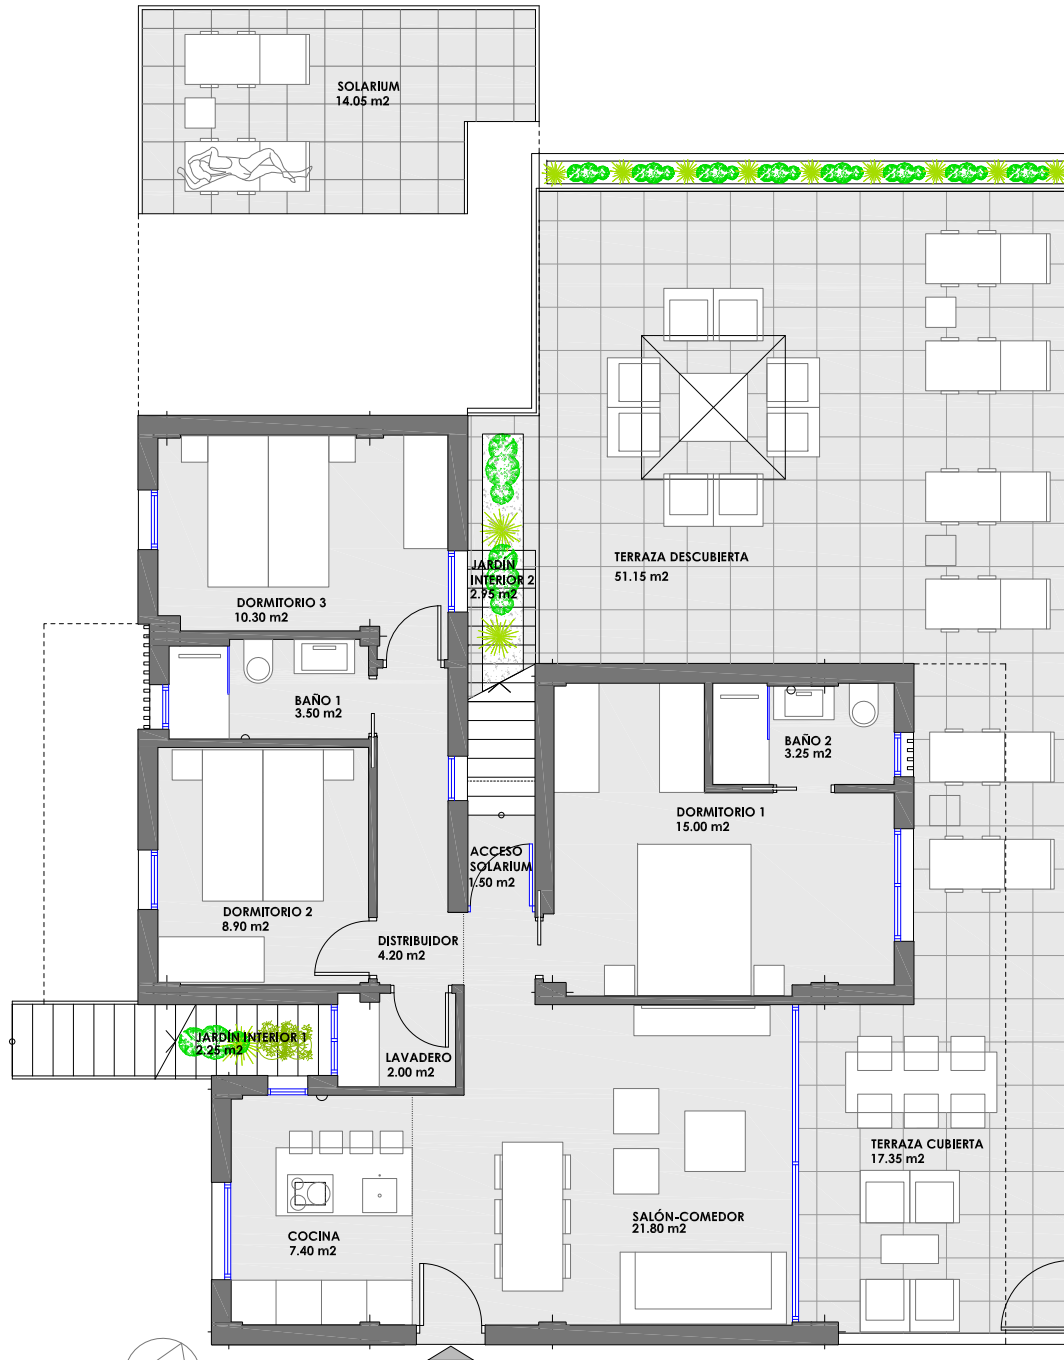 SOLARIUM
14.05 m2
TERRAZA DESCUBIERTA
51.15 m2
JARDÍN
INTERIOR 2
2.95 m2
DORMITORIO 3
10.30 m2
BAÑO 1
3.50 m2
BAÑO 2
3.25 m2
DORMITORIO 1
15.00 m2
ACCESO
SOLARIUM
1.50 m2
DORMITORIO 2
8.90 m2
DISTRIBUIDOR
4.20 m2
JARDÍN INTERIOR 1
2.25 m2
LAVADERO
2.00 m2
TERRAZA CUBIERTA
17.35 m2
SALÓN-COMEDOR
21.80 m2
COCINA
7.40 m2